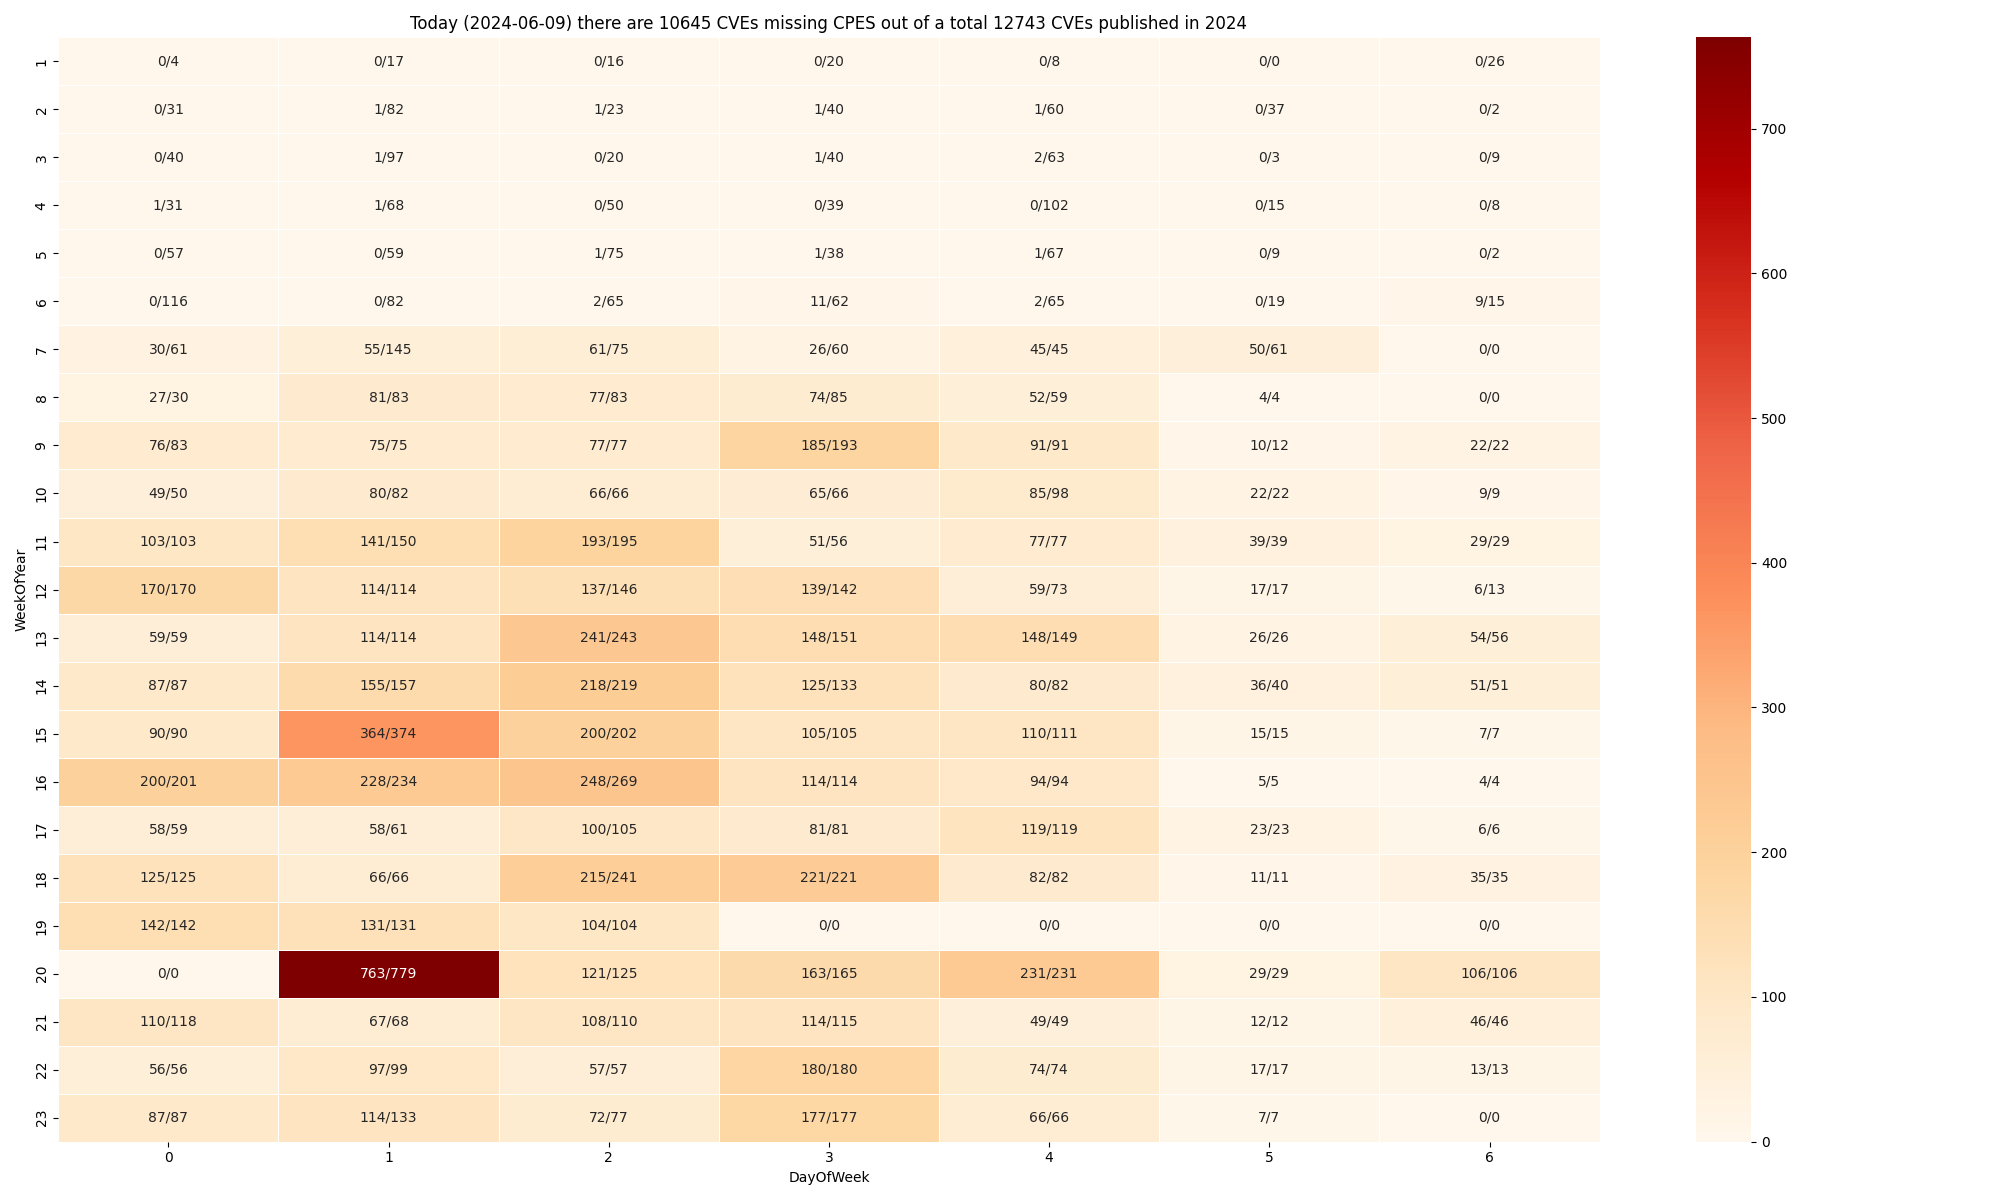 Today (2024-06-09) there are 10645 CVEs missing CPES out of a total 12743 CVEs published in 2024
WeekOfYear
1 0/4 0/17 0/16 0/20 0/8 0/0 0/26
2 0/31 1/82 1/23 1/40 1/60 0/37 0/2
3 0/40 1/97 0/20 1/40 2/63 0/3 0/9
4 1/31 1/68 0/50 0/39 0/102 0/15 0/8
5 0/57 0/59 1/75 1/38 1/67 0/9 0/2
6 0/116 0/82 2/65 11/62 2/65 0/19 9/15
7 30/61 55/145 61/75 26/60 45/45 50/61 0/0
8 27/30 81/83 77/83 74/85 52/59 4/4 0/0
9 76/83 75/75 77/77 185/193 91/91 10/12 22/22
10 49/50 80/82 66/66 65/66 85/98 22/22 9/9
11 103/103 141/150 193/195 51/56 77/77 39/39 29/29
12 170/170 114/114 137/146 139/142 59/73 17/17 6/13
13 59/59 114/114 241/243 148/151 148/149 26/26 54/56
14 87/87 155/157 218/219 125/133 80/82 36/40 51/51
15 90/90 364/374 200/202 105/105 110/111 15/15 7/7
16 200/201 228/234 248/269 114/114 94/94 5/5 4/4
17 58/59 58/61 100/105 81/81 119/119 23/23 6/6
18 125/125 66/66 215/241 221/221 82/82 11/11 35/35
19 142/142 131/131 104/104 0/0 0/0 0/0 0/0
20 0/0 763/779 121/125 163/165 231/231 29/29 106/106
21 110/118 67/68 108/110 114/115 49/49 12/12 46/46
22 56/56 97/99 57/57 180/180 74/74 17/17 13/13
23 87/87 114/133 72/77 177/177 66/66 7/7 0/0
0 1 2 3 4 5 6
DayOfWeek
700
600
500
400
300
200
100
0